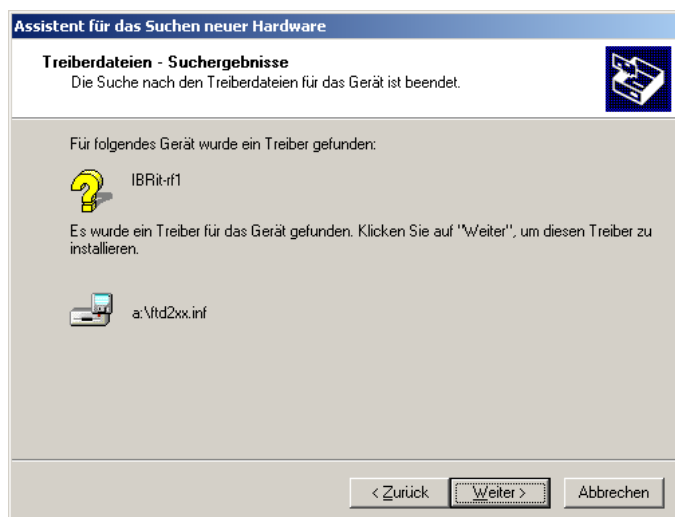 Assistent für das Suchen neuer Hardware
Treiberdateien - Suchergebnisse
Die Suche nach den Treiberdateien für das Gerät ist beendet.
Für folgendes Gerät wurde ein Treiber gefunden:
IBRit-rf1
Es wurde ein Treiber für das Gerät gefunden. Klicken Sie auf "Weiter", um diesen Treiber zu
installieren.
a:\ftd2xx.inf
< Zurück
Weiter >
Abbrechen